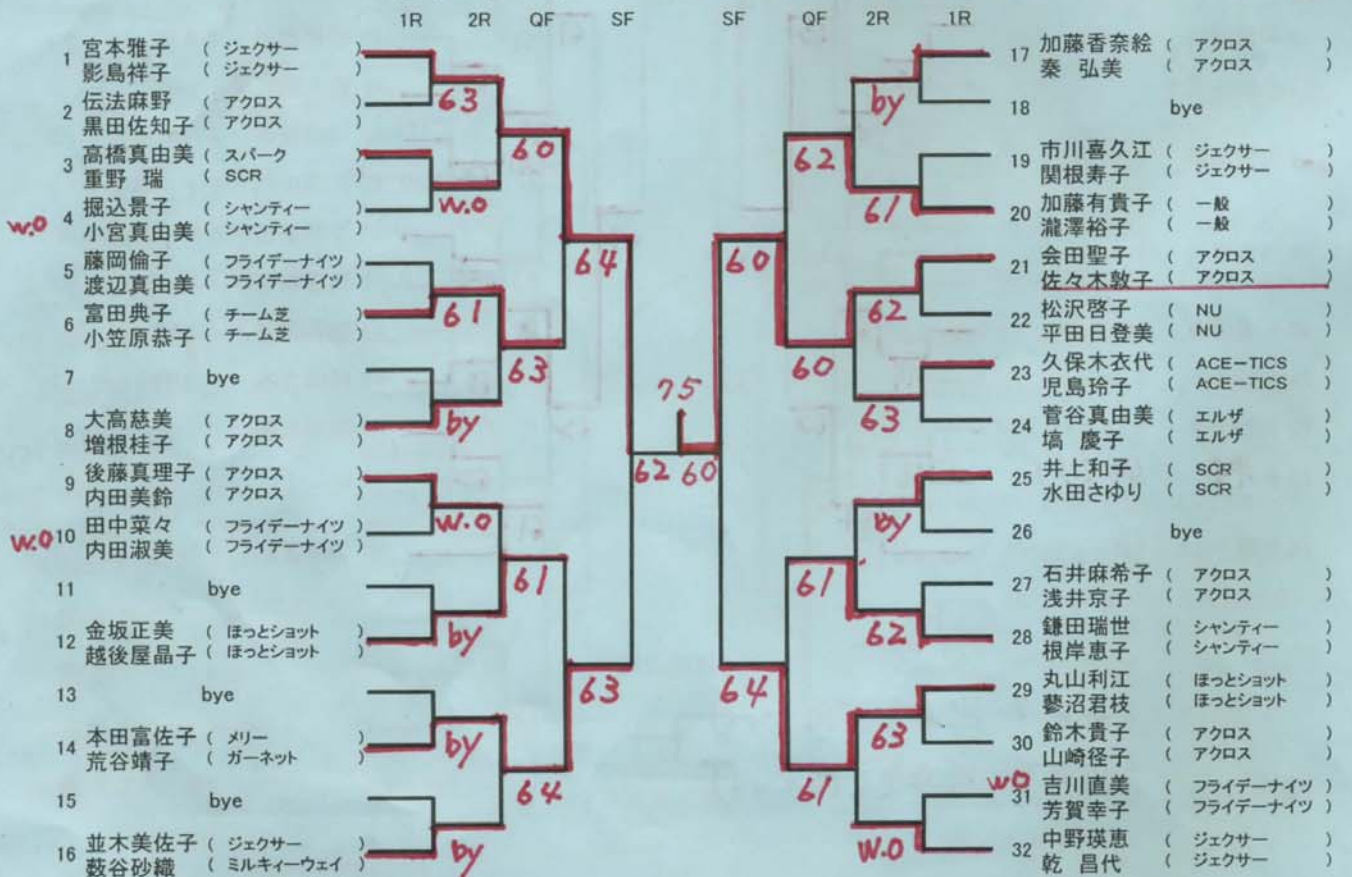 1R 2R QF SF SF QF 2R 1R
1 宮本雅子 ( ジェクサー )
影島祥子 ( ジェクサー )
2 伝法麻野 ( アクロス )
黒田佐知子 ( アクロス )
3 高橋真由美 ( スパーク )
重野 瑞 ( SCR )
w.o 4 掘込景子 ( シャンティー )
小宮真由美 ( シャンティー )
5 藤岡倫子 ( フライデーナイツ )
渡辺真由美 ( フライデーナイツ )
6 富田典子 ( チーム芝 )
小笠原恭子 ( チーム芝 )
7 bye
8 大高慈美 ( アクロス )
増根桂子 ( アクロス )
9 後藤真理子 ( アクロス )
内田美鈴 ( アクロス )
w.o 10 田中菜々 ( フライデーナイツ )
内田淑美 ( フライデーナイツ )
11 bye
12 金坂正美 ( ほっとショット )
越後屋晶子 ( ほっとショット )
13 bye
14 本田富佐子 ( メリー )
荒谷靖子 ( ガーネット )
15 bye
16 並木美佐子 ( ジェクサー )
薮谷砂織 ( ミルキィーウェイ )
63
w.o
61
by
w.o
by
by
by
60
63
61
64
64
63
62 60
75
60
64
62
60
61
61
by
61
62
63
by
62
63
w.o
17 加藤香奈絵 ( アクロス )
秦 弘美 ( アクロス )
18 bye
19 市川喜久江 ( ジェクサー )
関根寿子 ( ジェクサー )
20 加藤有貴子 ( 一般 )
瀧澤裕子 ( 一般 )
21 会田聖子 ( アクロス )
佐々木敦子 ( アクロス )
22 松沢啓子 ( NU )
平田日登美 ( NU )
23 久保木衣代 ( ACE-TICS )
児島玲子 ( ACE-TICS )
24 菅谷真由美 ( エルザ )
塙 慶子 ( エルザ )
25 井上和子 ( SCR )
水田さゆり ( SCR )
26 bye
27 石井麻希子 ( アクロス )
浅井京子 ( アクロス )
28 鎌田瑞世 ( シャンティー )
根岸恵子 ( シャンティー )
29 丸山利江 ( ほっとショット )
蓼沼君枝 ( ほっとショット )
30 鈴木貴子 ( アクロス )
山崎径子 ( アクロス )
wo 31 吉川直美 ( フライデーナイツ )
芳賀幸子 ( フライデーナイツ )
32 中野瑛恵 ( ジェクサー )
乾 昌代 ( ジェクサー )